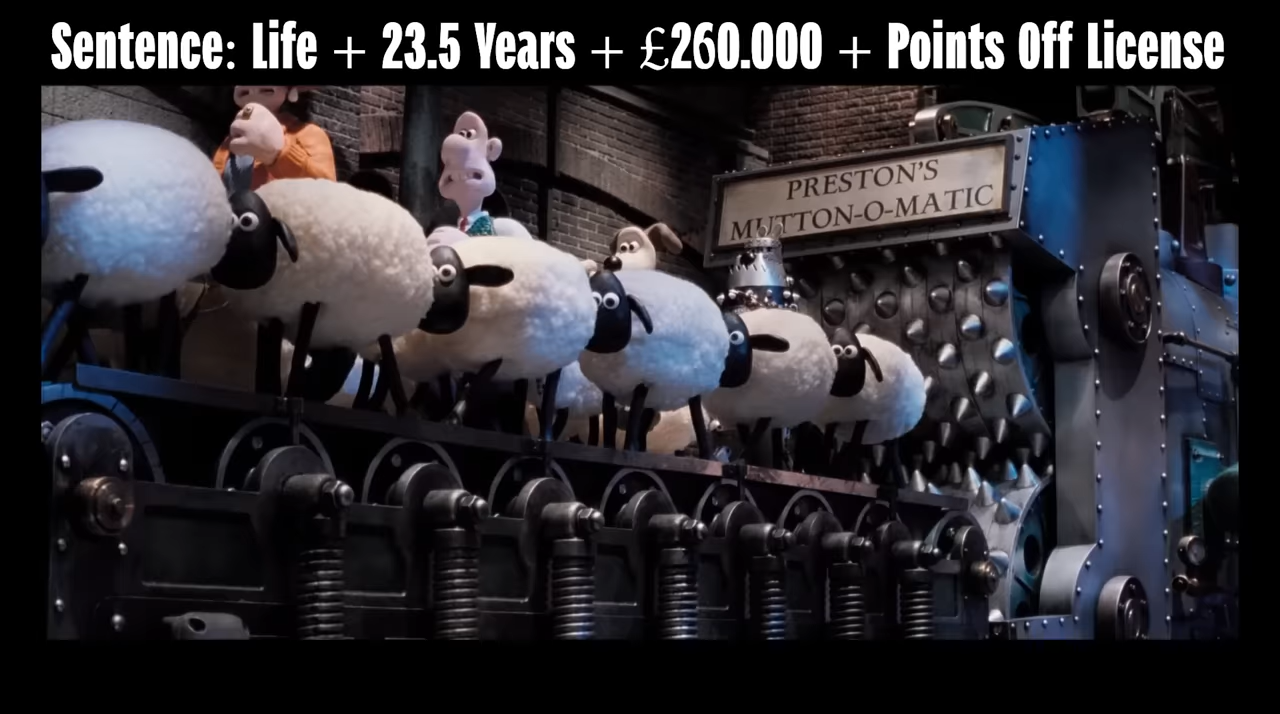 Sentence: Life + 23.5 Years + £260.000 + Points Off License
PRESTON'S
MUTTON-O-MATIC